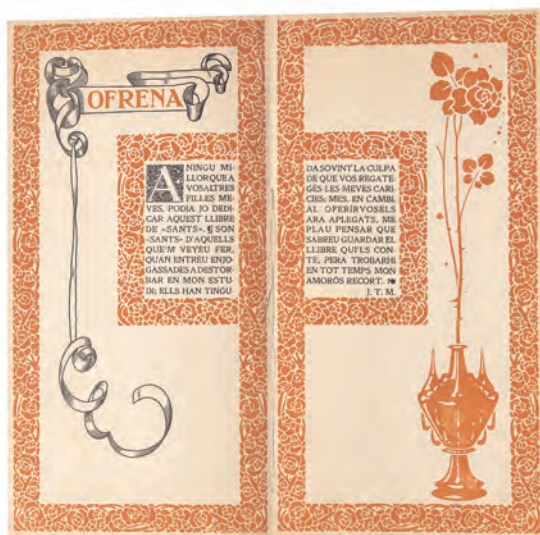 OFRENA
A NINGU MI-
LLOR QUE A
VOSALTRES
FILLES ME-
VES, PODIA JO DEDI-
CAR AQUEST LLIBRE
DE «SANTS». ¶ SON
«SANTS» D'AQUELLS
QUE'M VEYEU FER,
QUAN ENTREU ENJO-
GASSADES A DESTOR-
BAR EN MON ESTU-
DI; ELLS HAN TINGU-
DA SOVINT LA CULPA
DE QUE VOS REGATE-
GÉS LES MEVES CARI-
CIES; MES, EN CAMBI
AL OFERÍRVOSELS
ARA APLEGATS, ME
PLAU PENSAR QUE
SABREU GUARDAR EL
LLIBRE QU'ELS CON-
TÉ, PERA TROBARHI
EN TOT TEMPS MON
AMORÓS RECORT.
J. T. M.